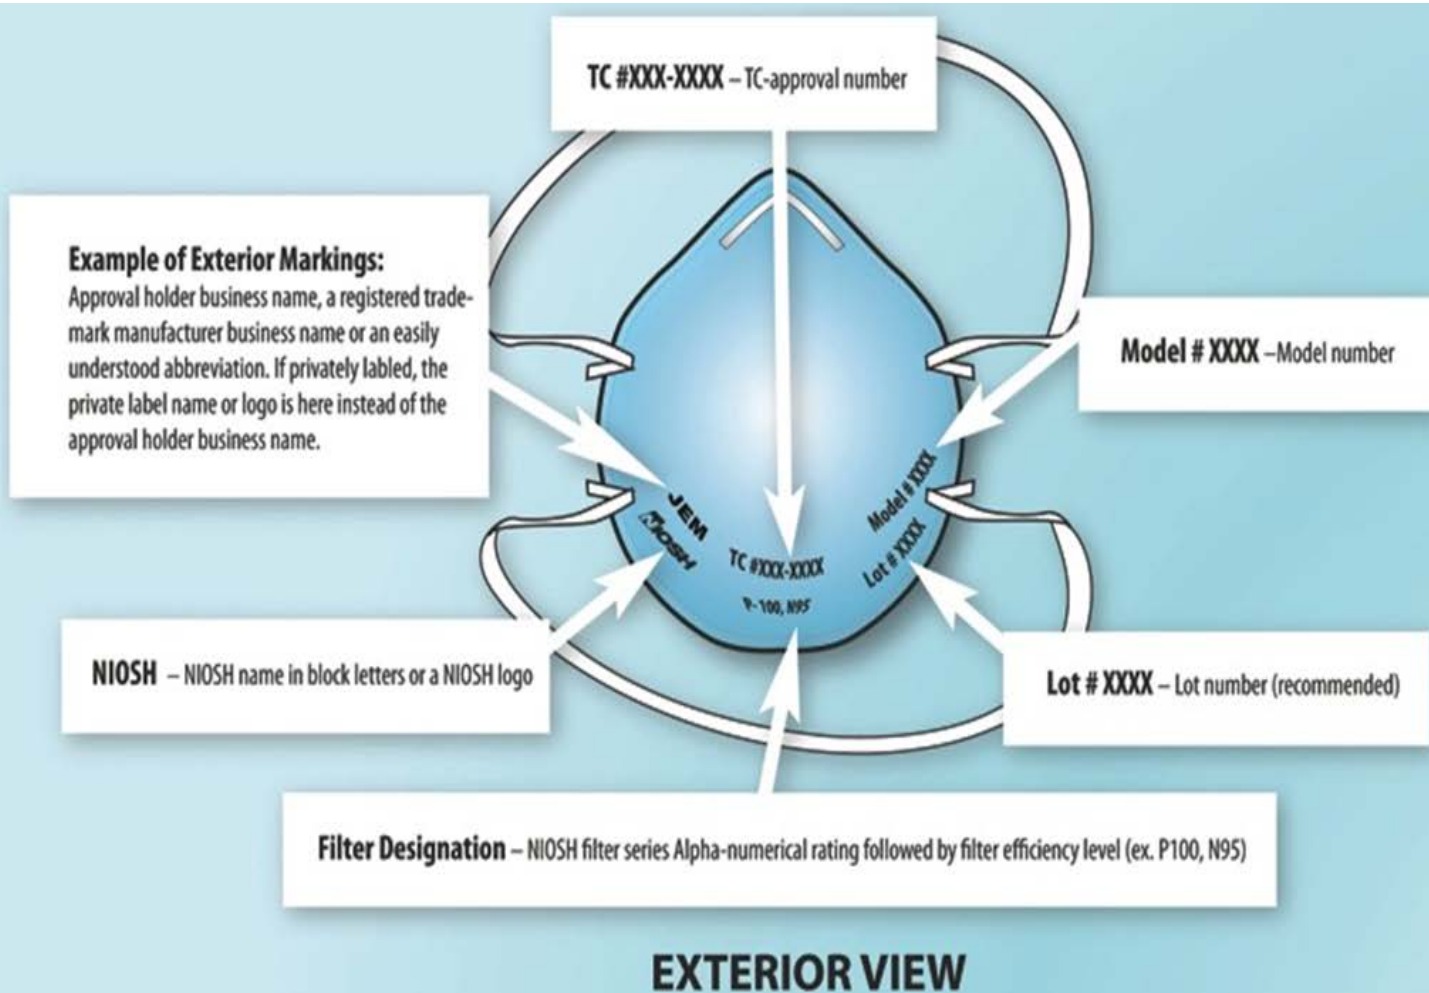 TC #XXX-XXXX – TC-approval number
Example of Exterior Markings:
Approval holder business name, a registered trade-
mark manufacturer business name or an easily
understood abbreviation. If privately labled, the
private label name or logo is here instead of the
approval holder business name.
Model # XXXX –Model number
JEM
NIOSH
TC #XXX-XXXX
P-100, N95
Model # XXXX
Lot # XXXX
NIOSH – NIOSH name in block letters or a NIOSH logo
Lot # XXXX – Lot number (recommended)
Filter Designation – NIOSH filter series Alpha-numerical rating followed by filter efficiency level (ex. P100, N95)
EXTERIOR VIEW